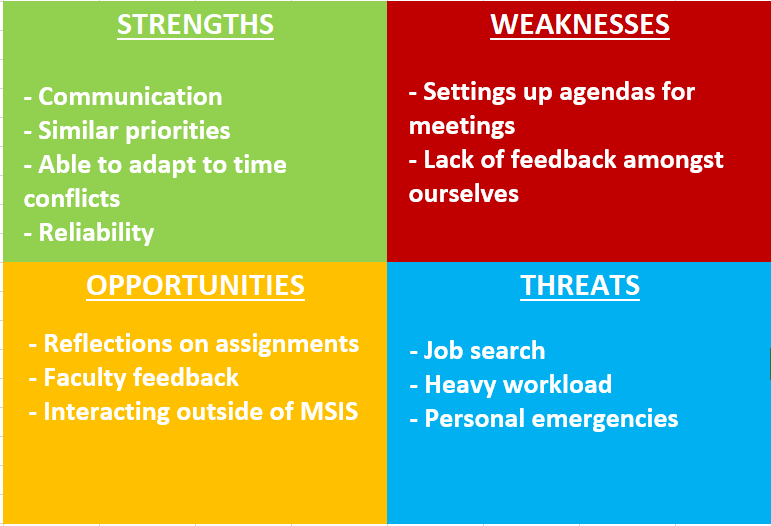 STRENGTHS
- Communication
- Similar priorities
- Able to adapt to time
conflicts
- Reliability
WEAKNESSES
- Settings up agendas for
meetings
- Lack of feedback amongst
ourselves
OPPORTUNITIES
- Reflections on assignments
- Faculty feedback
- Interacting outside of MSIS
THREATS
- Job search
- Heavy workload
- Personal emergencies